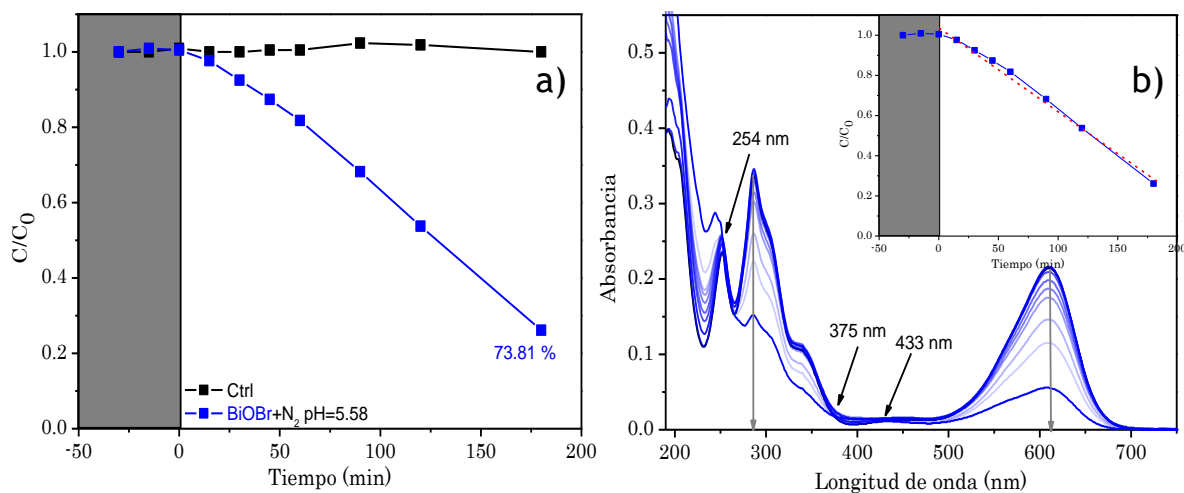 a)
C/C0
1.0
0.8
0.6
0.4
0.2
0.0
73.81 %
Ctrl
BiOBr+N2 pH=5.58
-50 0 50 100 150 200
Tiempo (min)
b)
Absorbancia
0.5
0.4
0.3
0.2
0.1
0.0
254 nm
375 nm
433 nm
200 300 400 500 600 700
Longitud de onda (nm)
C/C0
1.0
0.8
0.6
0.4
0.2
0.0
-50 0 50 100 150 200
Tiempo (min)